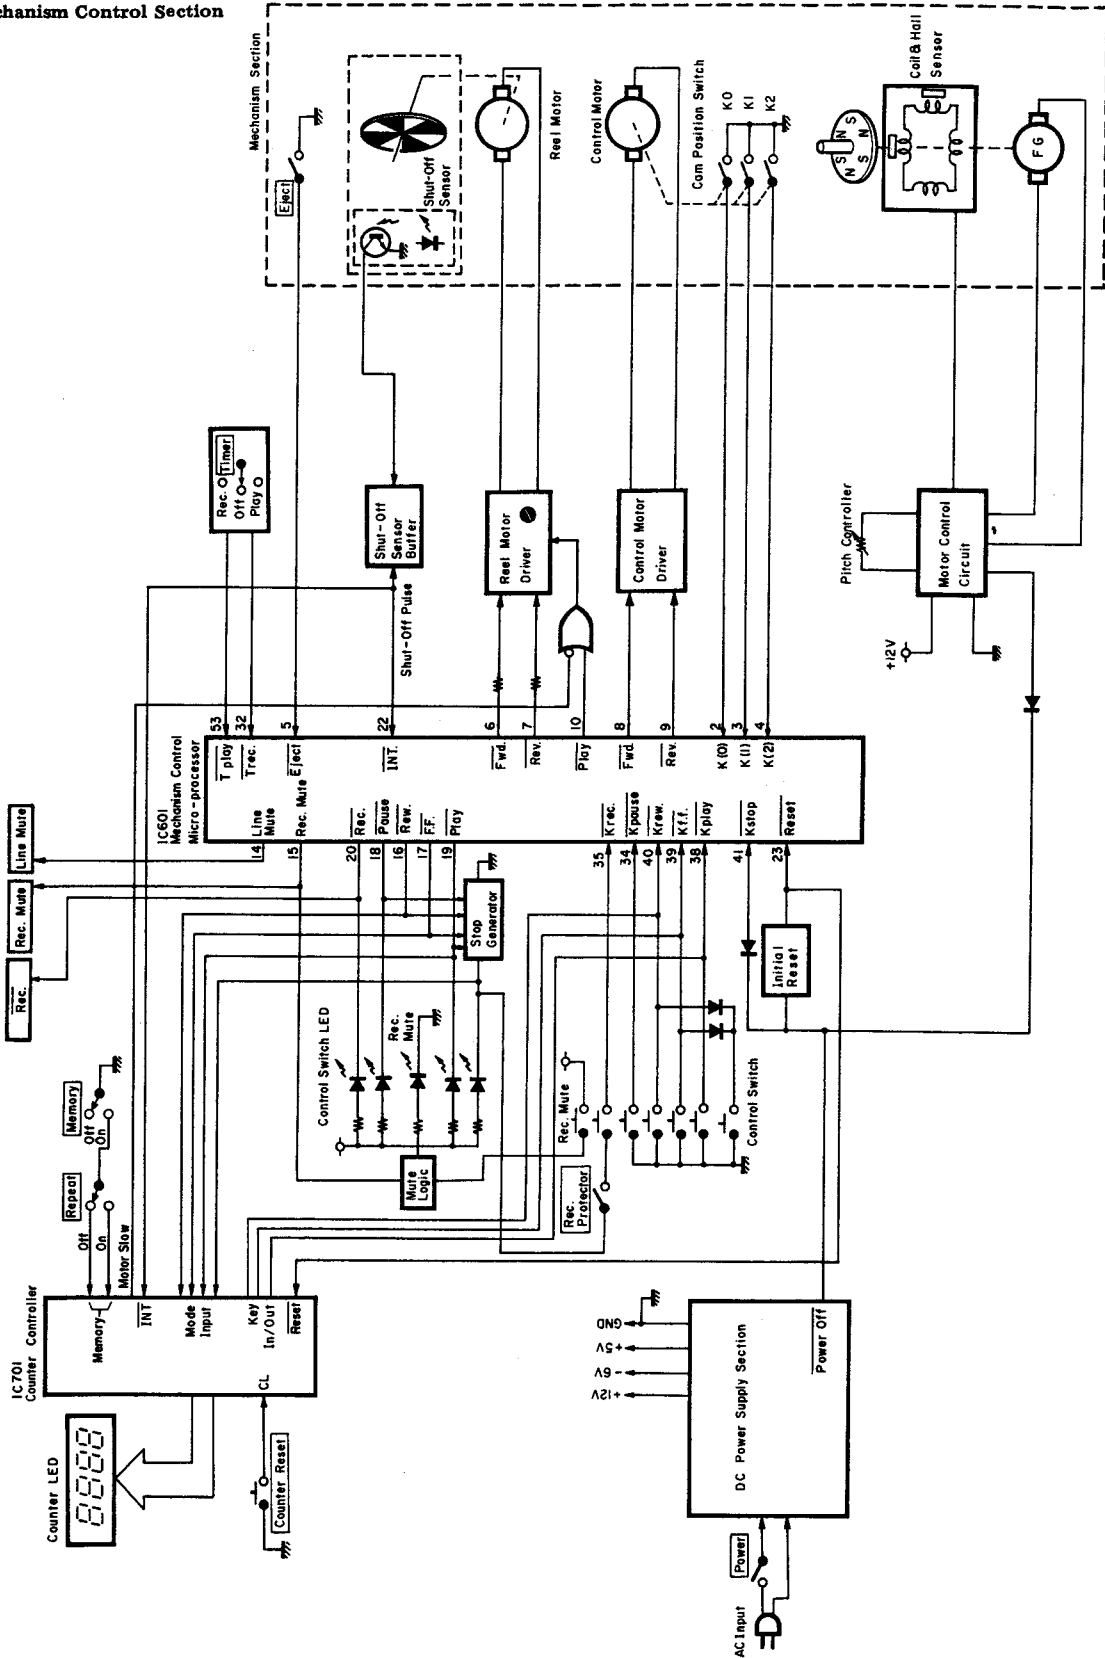 chanism Control Section
Mechanism Section
Eject
Shut-Off
Sensor
Reel Motor
Control Motor
Cam Position Switch
K0
K1
K2
Coil & Hall
Sensor
N
S
N
S
N
S
FG
Rec.
Off
Play
Timer
Shut-Off
Sensor
Buffer
Shut-Off Pulse
Reel Motor
Driver
Control Motor
Driver
Pitch Controller
Motor Control
Circuit
+12V
IC601
Mechanism Control
Micro-processor
53
32
5
22
6
7
10
8
9
2
3
4
T play
Trec.
Eject
INT.
Fwd.
Rev.
Play
Fwd.
Rev.
K(0)
K(1)
K(2)
Line
Mute
Rec. Mute
Rec.
Pause
Rew.
F.F.
Play
Krec.
Kpause
Krew.
Kf.f.
Kplay
Kstop
Reset
14
15
20
18
16
17
19
35
34
40
39
38
41
23
Line Mute
Rec. Mute
Rec.
Stop
Generator
Initial
Reset
Control Switch LED
Rec.
Mute
Mute
Logic
Rec. Mute
Rec.
Protector
Control Switch
Memory
Off
On
Repeat
Off
On
Motor Slow
IC701
Counter Controller
Memory
INT
Mode
Input
Key
In/Out
Reset
CL
Counter LED
8888
Counter Reset
GND
+5V
-6V
+12V
DC Power Supply Section
Power Off
Power
AC Input